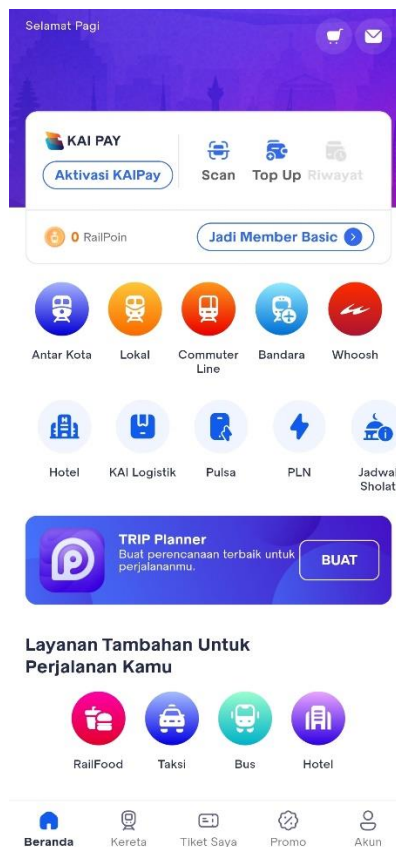 Selamat Pagi
KAI PAY
Aktivasi KAIPay
Scan Top Up Riwayat
0 RailPoin
Jadi Member Basic
Antar Kota Lokal Commuter Line Bandara Whoosh
Hotel KAI Logistik Pulsa PLN Jadwal Sholat
TRIP Planner
Buat perencanaan terbaik untuk
perjalananmu.
BUAT
Layanan Tambahan Untuk
Perjalanan Kamu
RailFood Taksi Bus Hotel
Beranda Kereta Tiket Saya Promo Akun